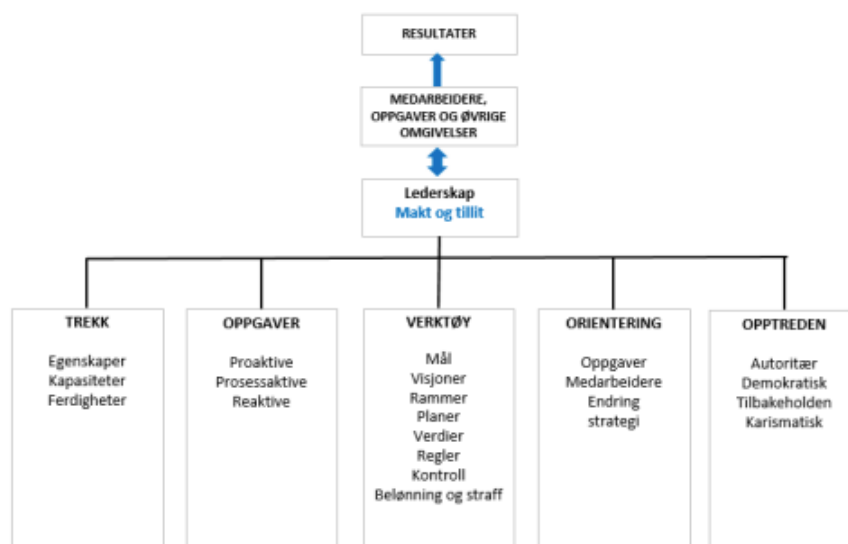 RESULTATER
MEDARBEIDERE,
OPPGAVER OG ØVRIGE
OMGIVELSER
Lederskap
Makt og tillit
TREKK
Egenskaper
Kapasiteter
Ferdigheter
OPPGAVER
Proaktive
Prosessaktive
Reaktive
VERKTØY
Mål
Visjoner
Rammer
Planer
Verdier
Regler
Kontroll
Belønning og straff
ORIENTERING
Oppgaver
Medarbeidere
Endring
strategi
OPPTREDEN
Autoritær
Demokratisk
Tilbakeholden
Karismatisk